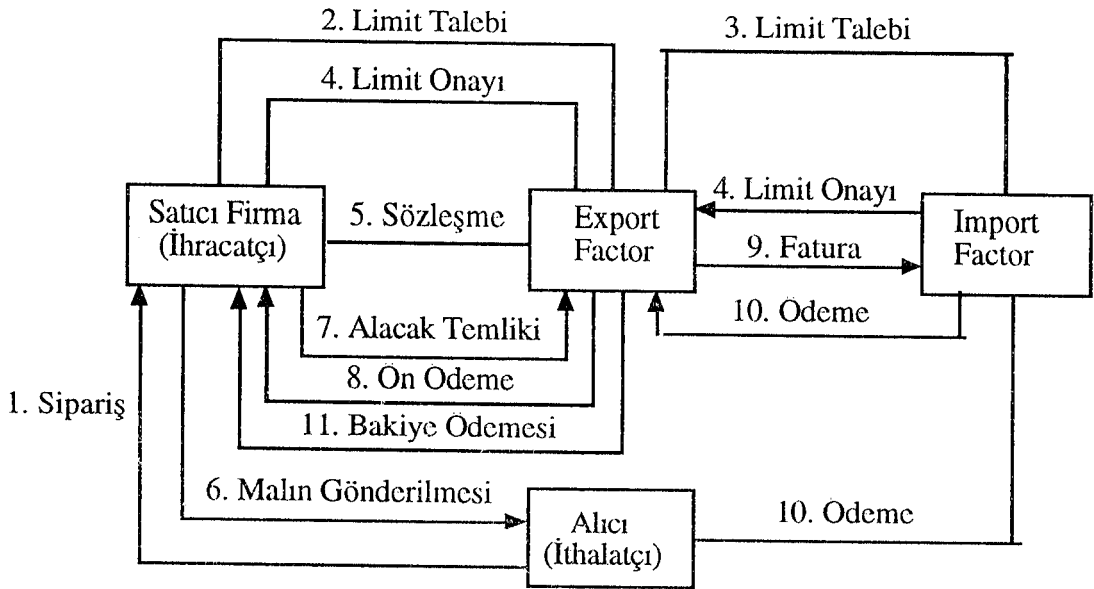 2. Limit Talebi
3. Limit Talebi
4. Limit Onayı
Satıcı Firma
(İhracatçı)
5. Sözleşme
Export
Factor
4. Limit Onayı
9. Fatura
Import
Factor
10. Odeme
7. Alacak Temliki
8. On Odeme
11. Bakiye Odemesi
1. Sipariş
6. Malın Gönderilmesi
Alıcı
(İthalatçı)
10. Odeme